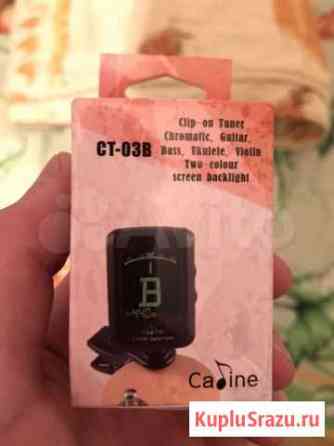 CT-03B
Clip-on Tuner
Chromatic, Guitar,
Bass, Ukulele, Violin
Two-colour
screen backlight
B
Caline
KupluSrazu.ru